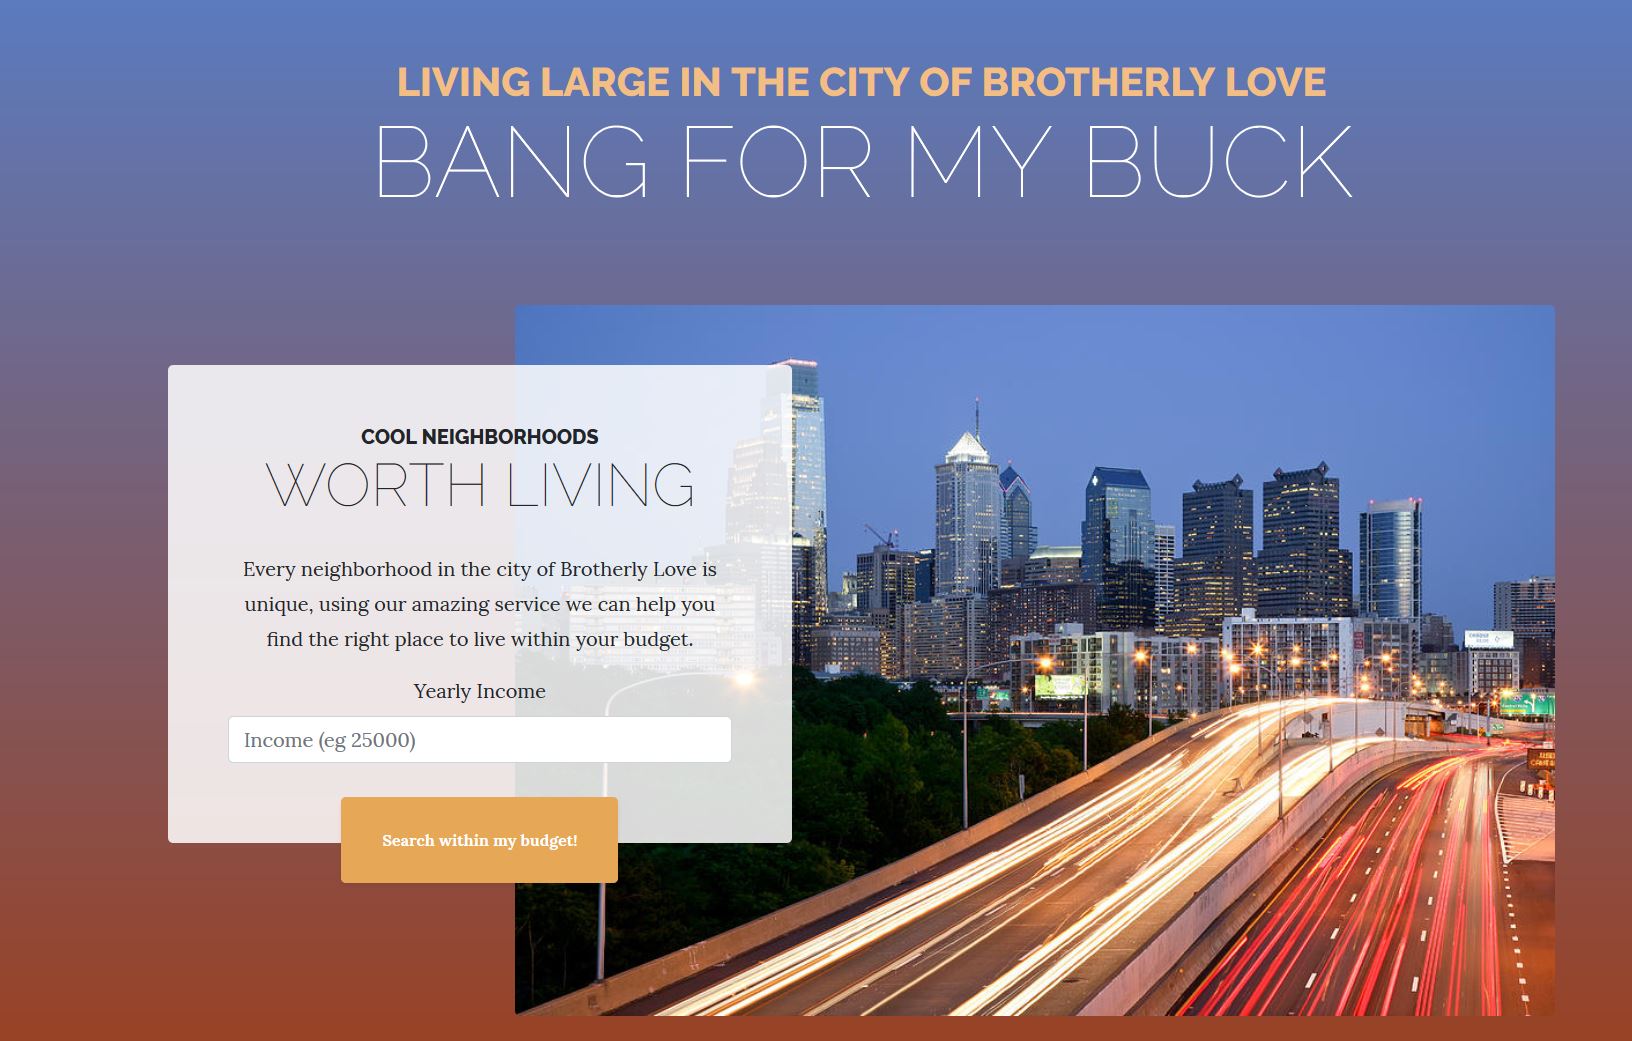 LIVING LARGE IN THE CITY OF BROTHERLY LOVE
BANG FOR MY BUCK
COOL NEIGHBORHOODS
WORTH LIVING
Every neighborhood in the city of Brotherly Love is
unique, using our amazing service we can help you
find the right place to live within your budget.
Yearly Income
Income (eg 25000)
Search within my budget!